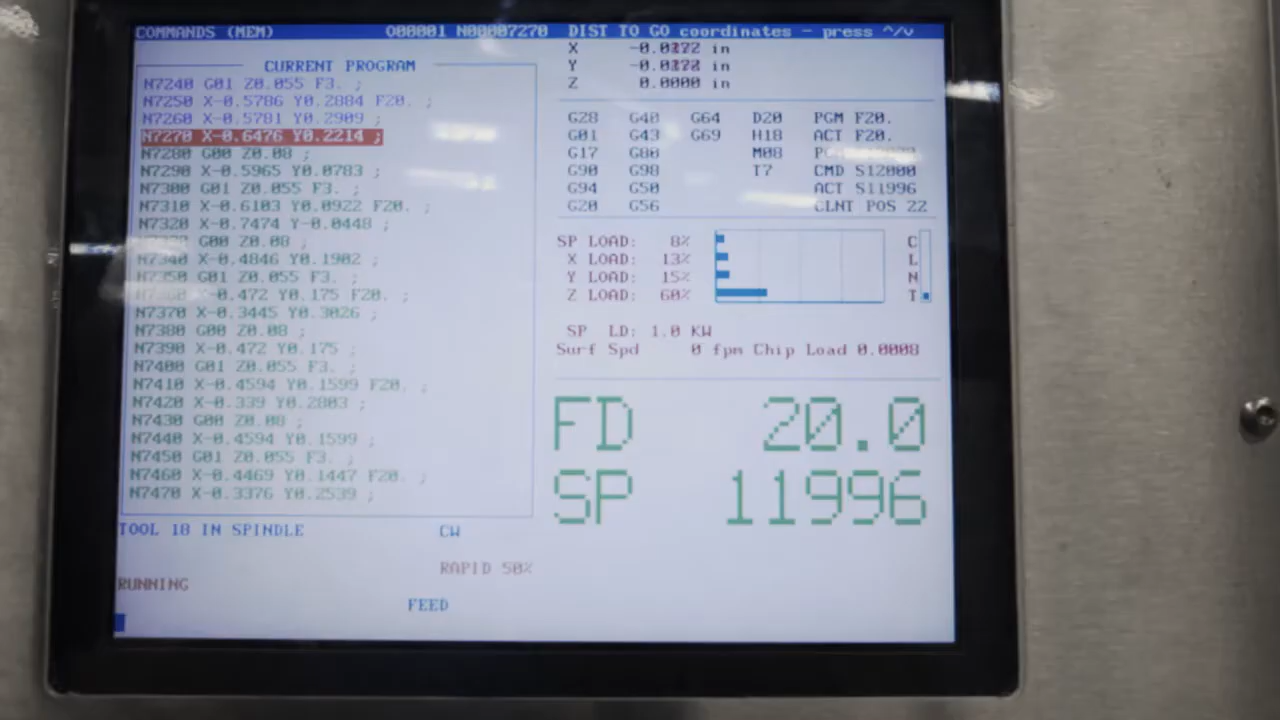 COMMANDS (MEM) O00001 N00007270 DIST TO GO coordinates - press ^/v
X in
Y in
Z 0.0000 in
CURRENT PROGRAM
N7240 G01 Z0.055 F3. ;
N7250 X-0.5786 Y0.2884 F20. ;
N7260 X-0.5781 Y0.2909 ;
N7270 X-0.6476 Y0.2214 ;
N7280 G00 Z0.08 ;
N7290 X-0.5965 Y0.0783 ;
N7300 G01 Z0.055 F3. ;
N7310 X-0.6103 Y0.0922 F20. ;
N7320 X-0.7474 Y-0.0448 ;
G00 Z0.08 ;
N7340 X-0.4846 Y0.1902 ;
N7350 G01 Z0.055 F3. ;
X-0.472 Y0.175 F20. ;
N7370 X-0.3445 Y0.3026 ;
N7380 G00 Z0.08 ;
N7390 X-0.472 Y0.175 ;
N7400 G01 Z0.055 F3. ;
N7410 X-0.4594 Y0.1599 F20. ;
N7420 X-0.339 Y0.2803 ;
N7430 G00 Z0.08 ;
N7440 X-0.4594 Y0.1599 ;
N7450 G01 Z0.055 F3. ;
N7460 X-0.4469 Y0.1447 F20. ;
N7470 X-0.3376 Y0.2539 ;
G28 G40 G64 D20 PGM F20.
G01 G43 G69 H18 ACT F20.
G17 G80 M08
G90 G98 T7 CMD S12000
G94 G50 ACT S11996
G20 G56 CLNT POS 22
SP LOAD: 8% C
X LOAD: 13% L
Y LOAD: 15% N
Z LOAD: 60% T
SP LD: 1.0 KW
Surf Spd 0 fpm Chip Load 0.0008
FD 20.0
SP 11996
TOOL 18 IN SPINDLE CW
RAPID 50%
RUNNING
FEED